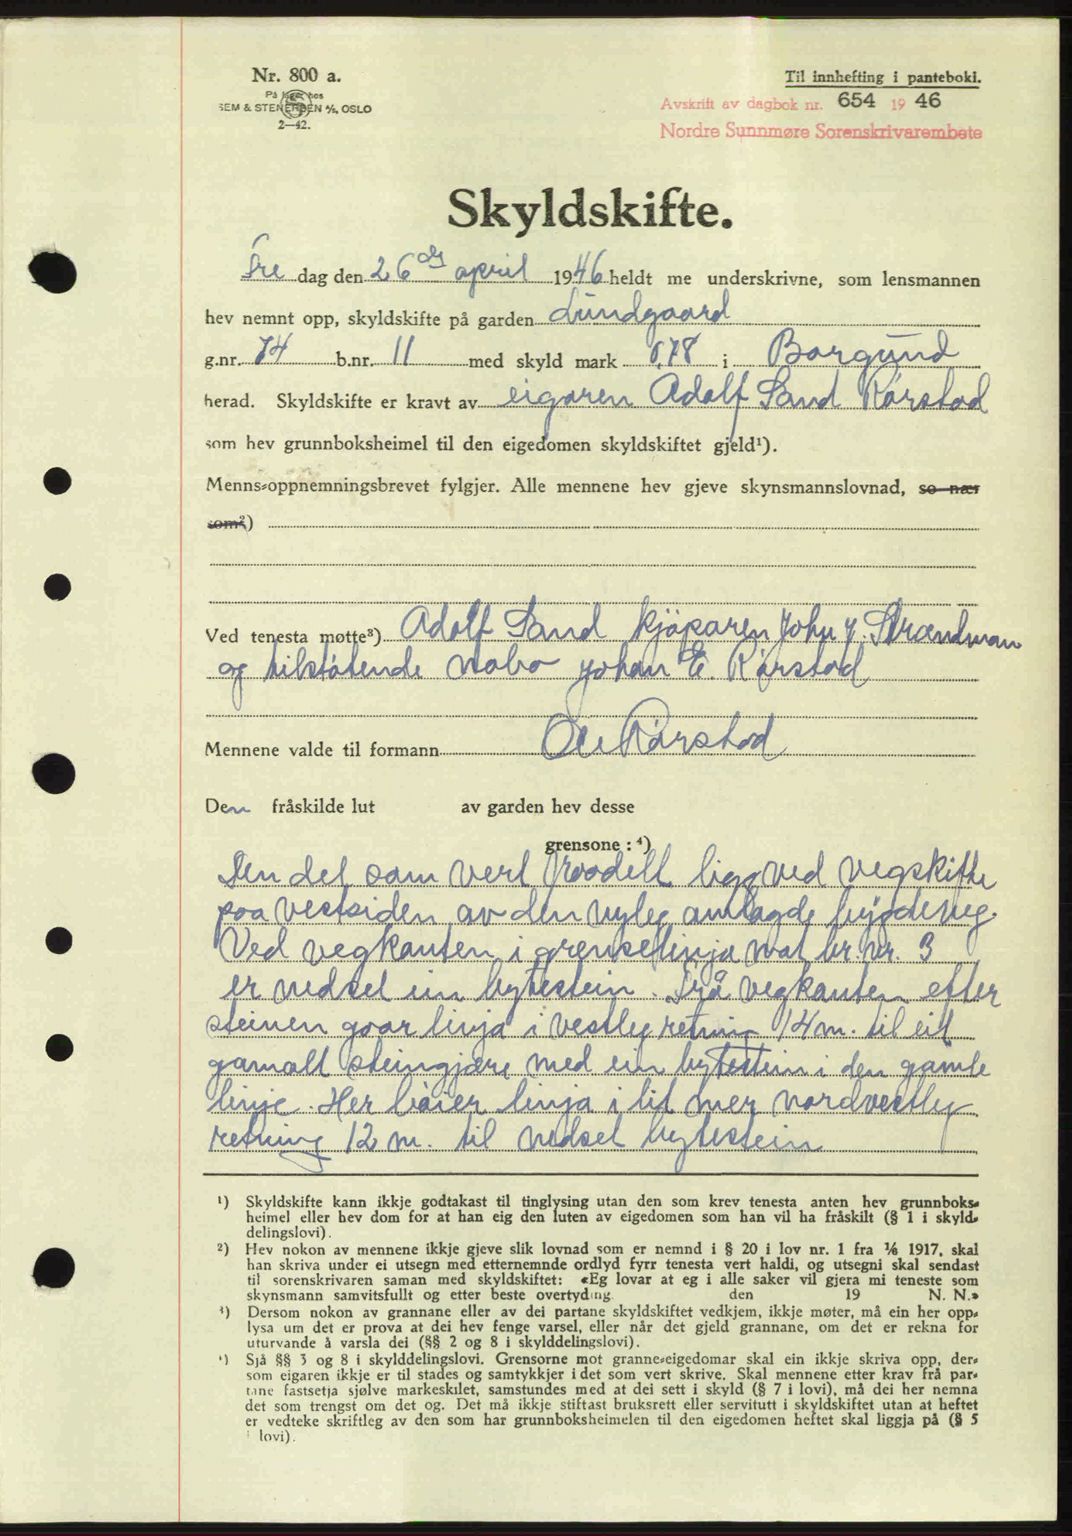 Nr. 800 a.
På lager hos
SEM & STENERSEN A/S, OSLO
2—42.
Til innhefting i panteboki.
Avskrift av dagbok nr. 654 19 46
Nordre Sunnmøre Sorenskrivarembete
Skyldskifte.
Fre dag den 26 de april 1946 heldt me underskrivne, som lensmannen
hev nemnt opp, skyldskifte på garden Lundgaard
g.nr. 74 b.nr. 11 med skyld mark 0,78 i Borgund
herad. Skyldskifte er kravt av eigaren Adolf Sand Rørstad
som hev grunnboksheimel til den eigedomen skyldskiftet gjeld¹).
Menns-oppnemningsbrevet fylgjer. Alle mennene hev gjeve skynsmannslovnad, so nær
som²)
Ved tenesta møtte³). Adolf Sand kjøparen John J. Strandman
og tilstøtende nabo Johan E. Rørstad
Mennene valde til formann Ole Rørstad
Den fråskilde lut av garden hev desse
grensone: ⁴)
Den del som vert fraadelt ligg ved vegskifte
paa vestsiden av den nyleg anlagde bygdeveg.
Ved vegkanten i grenselinja mot br.nr. 3
er nedsel ein bytestein. Frå vegkanten efter
steinen gaar linja i vestleg retning 14 m. til eit
gamalt steingjære med ein bytestein i den gamle
linje. Her bøier linja i lit mer nordvestleg
retning 12 m. til nedsel bytestein
¹) Skyldskifte kann ikkje godtakast til tinglysing utan den som krev tenesta anten hev grunnboks-
heimel eller hev dom for at han eig den luten av eigedomen som han vil ha fråskilt (§ 1 i skyld-
delingslovi).
²) Hev nokon av mennene ikkje gjeve slik lovnad som er nemnd i § 20 i lov nr. 1 fra ⅙ 1917, skal
han skriva under ei utsegn med etternemnde ordlyd fyrr tenesta vert haldi, og utsegni skal sendast
til sorenskrivaren saman med skyldskiftet: «Eg lovar at eg i alle saker vil gjera mi teneste som
skynsmann samvitsfullt og etter beste overtyding den 19 N. N.»
³) Dersom nokon av grannane eller av dei partane skyldskiftet vedkjem, ikkje møter, må ein her opp-
lysa um det er prova at dei hev fenge varsel, eller når det gjeld grannane, om det er rekna for
uturvande å varsla dei (§§ 2 og 8 i skylddelingslovi).
⁴) Sjå §§ 3 og 8 i skylddelingslovi. Grensorne mot granne-eigedomar skal ein ikkje skriva opp, der-
som eigaren ikkje er til stades og samtykkjer i det som vert skrive. Skal mennene etter krav frå par-
tane fastsetja sjølve markeskilet, samstundes med at dei sett i skyld (§ 7 i lovi), må dei her nemna
det som trengst om det og. Det må ikkje stiftast bruksrett eller servitutt i skyldskiftet utan at heftet
er vedteke skriftleg av den som har grunnboksheimelen til den eigedomen heftet skal liggja på (§ 5
i lovi).